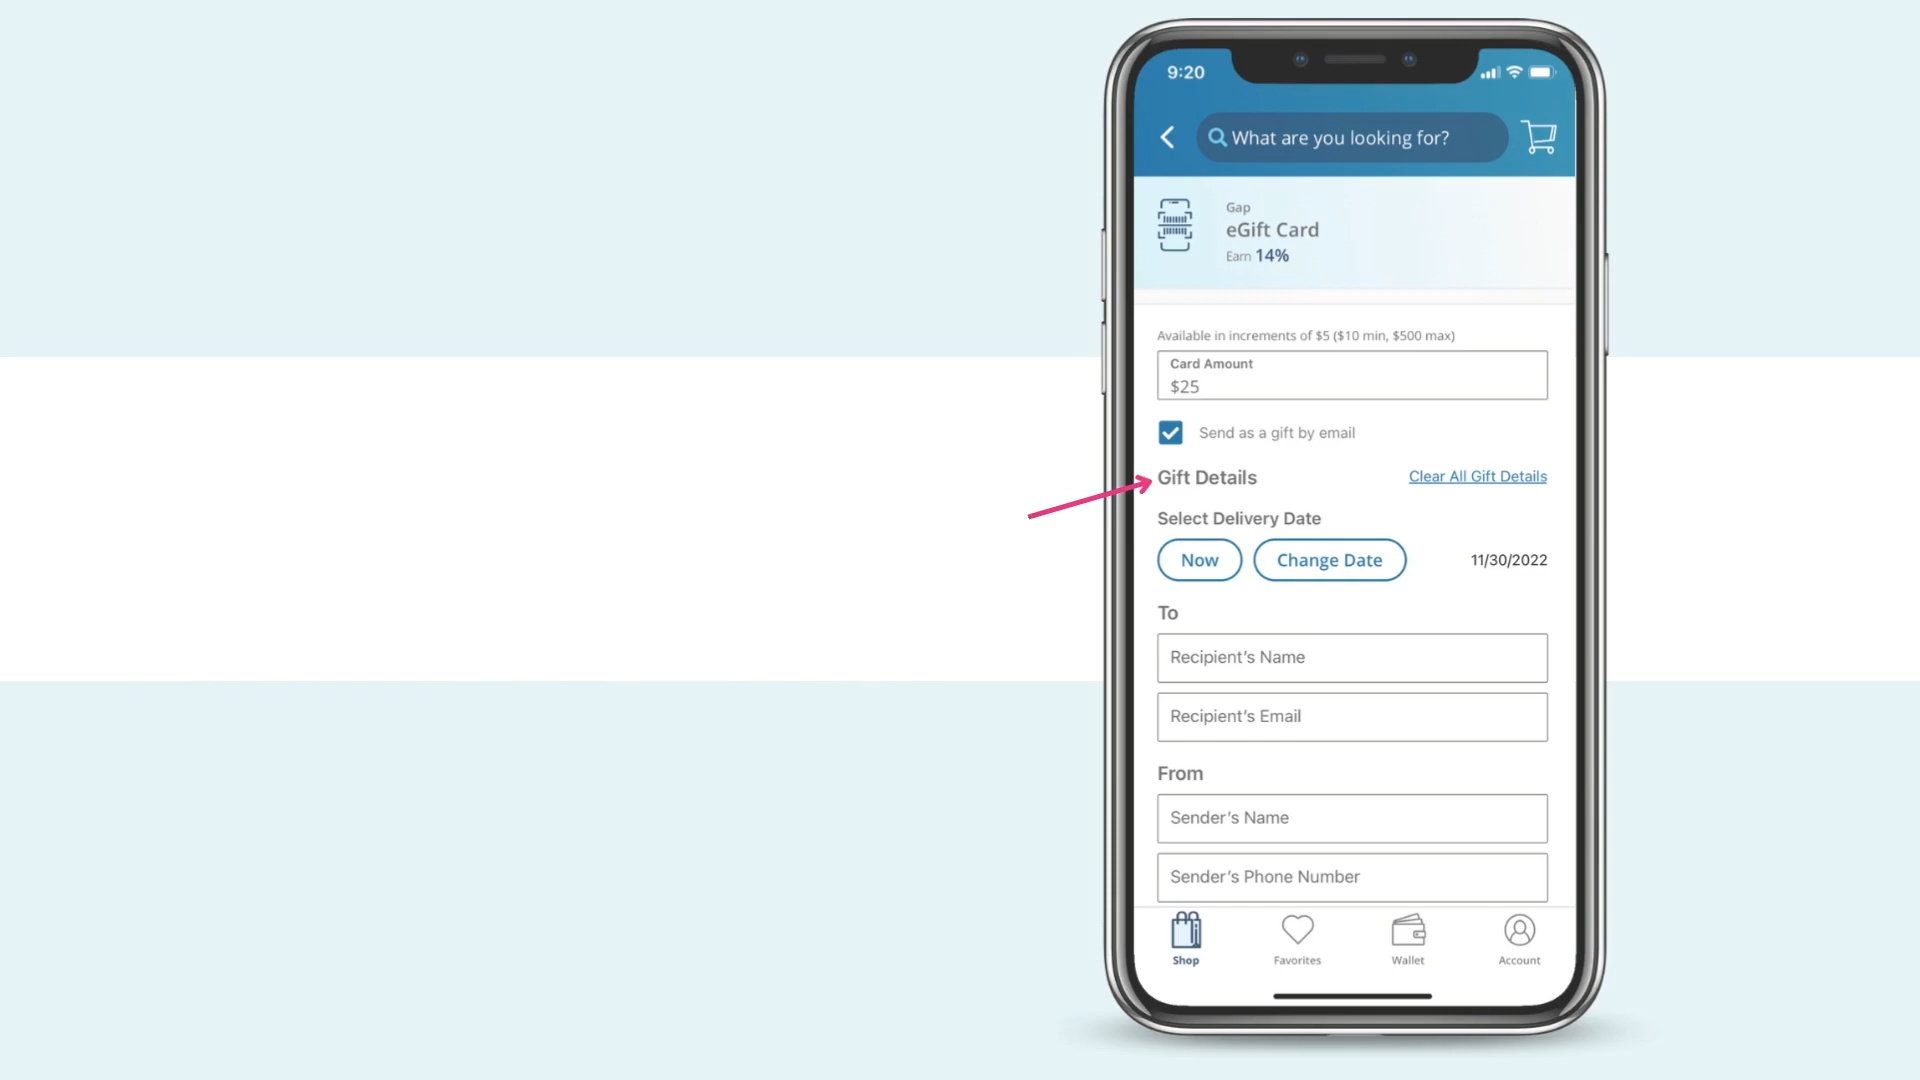 9:20
What are you looking for?
Gap
eGift Card
Earn 14%
Available in increments of $5 ($10 min, $500 max)
Card Amount
$25
Send as a gift by email
Gift Details Clear All Gift Details
Select Delivery Date
Now Change Date 11/30/2022
To
Recipient’s Name
Recipient’s Email
From
Sender’s Name
Sender’s Phone Number
Shop Favorites Wallet Account